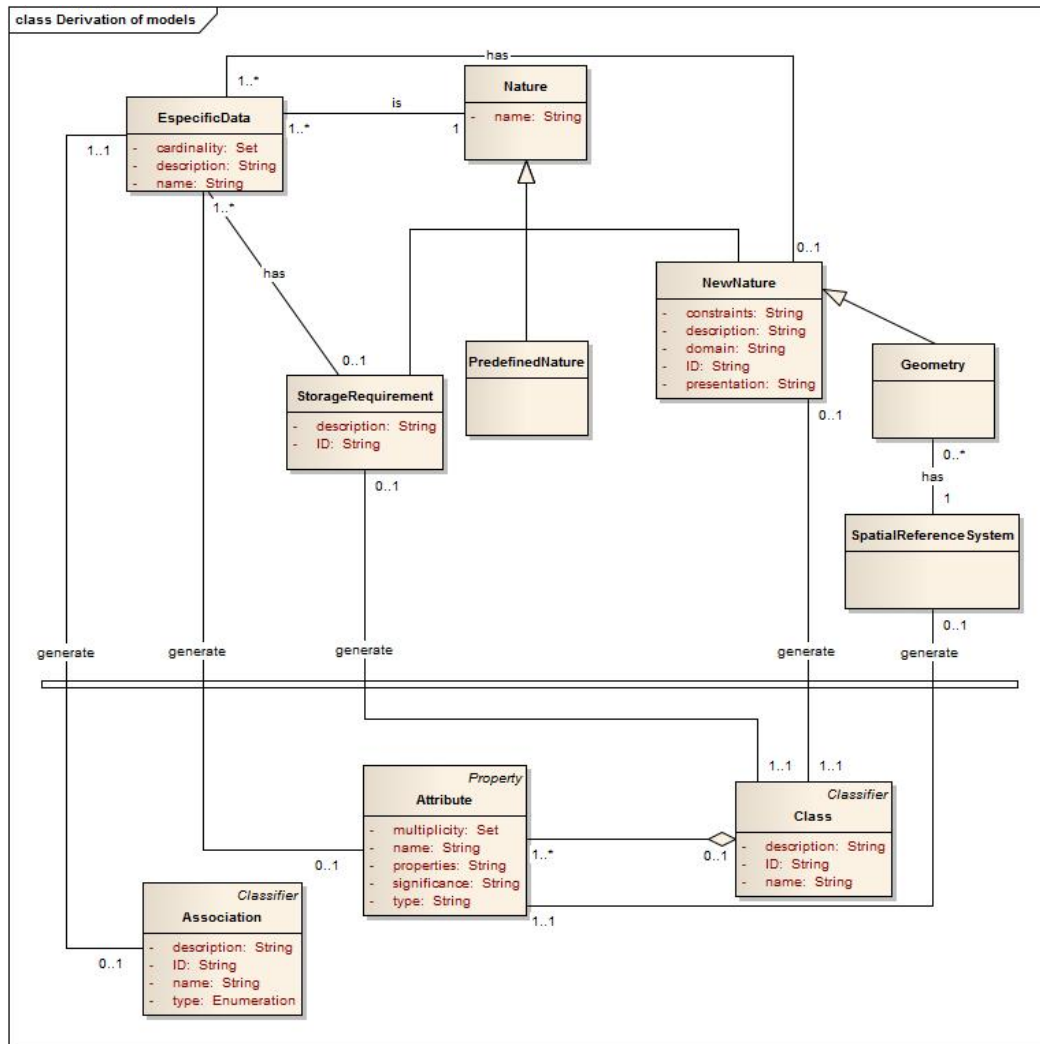 class Derivation of models
has
1..*
Nature
- name: String
is
1..*
1
EspecificData
- cardinality: Set
- description: String
- name: String
1..1
1..*
has
0..1
0..1
NewNature
- constraints: String
- description: String
- domain: String
- ID: String
- presentation: String
0..1
PredefinedNature
Geometry
0..*
has
1
StorageRequirement
- description: String
- ID: String
0..1
SpatialReferenceSystem
0..1
generate
generate
generate
generate
generate
1..1
1..1
Property
Attribute
- multiplicity: Set
- name: String
- properties: String
- significance: String
- type: String
0..1
1..*
0..1
1..1
Classifier
Class
- description: String
- ID: String
- name: String
Classifier
Association
- description: String
- ID: String
- name: String
- type: Enumeration
0..1